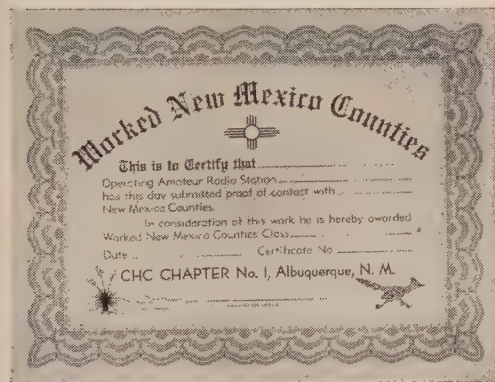 Worked New Mexico Counties
This is to Certify that
Operating Amateur Radio Station
has this day submitted proof of contact with
New Mexico Counties.
In consideration of this work he is hereby awarded
Worked New Mexico Counties Class
Date Certificate No
CHC CHAPTER No. 1, Albuquerque, N. M.